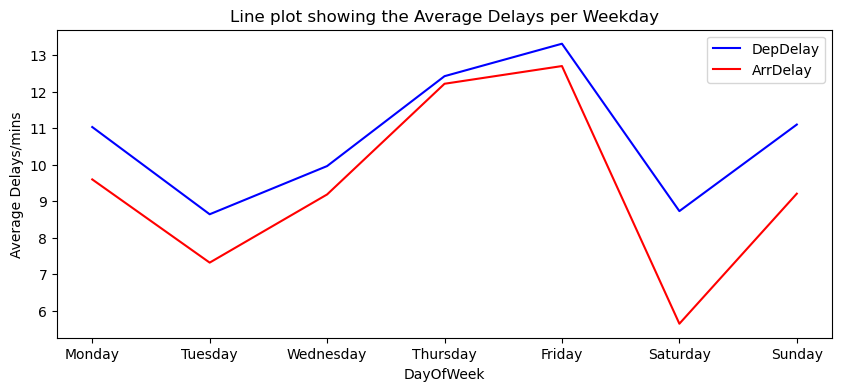 Line plot showing the Average Delays per Weekday
DepDelay
ArrDelay
Average Delays/mins
13
12
11
10
9
8
7
6
Monday Tuesday Wednesday Thursday Friday Saturday Sunday
DayOfWeek